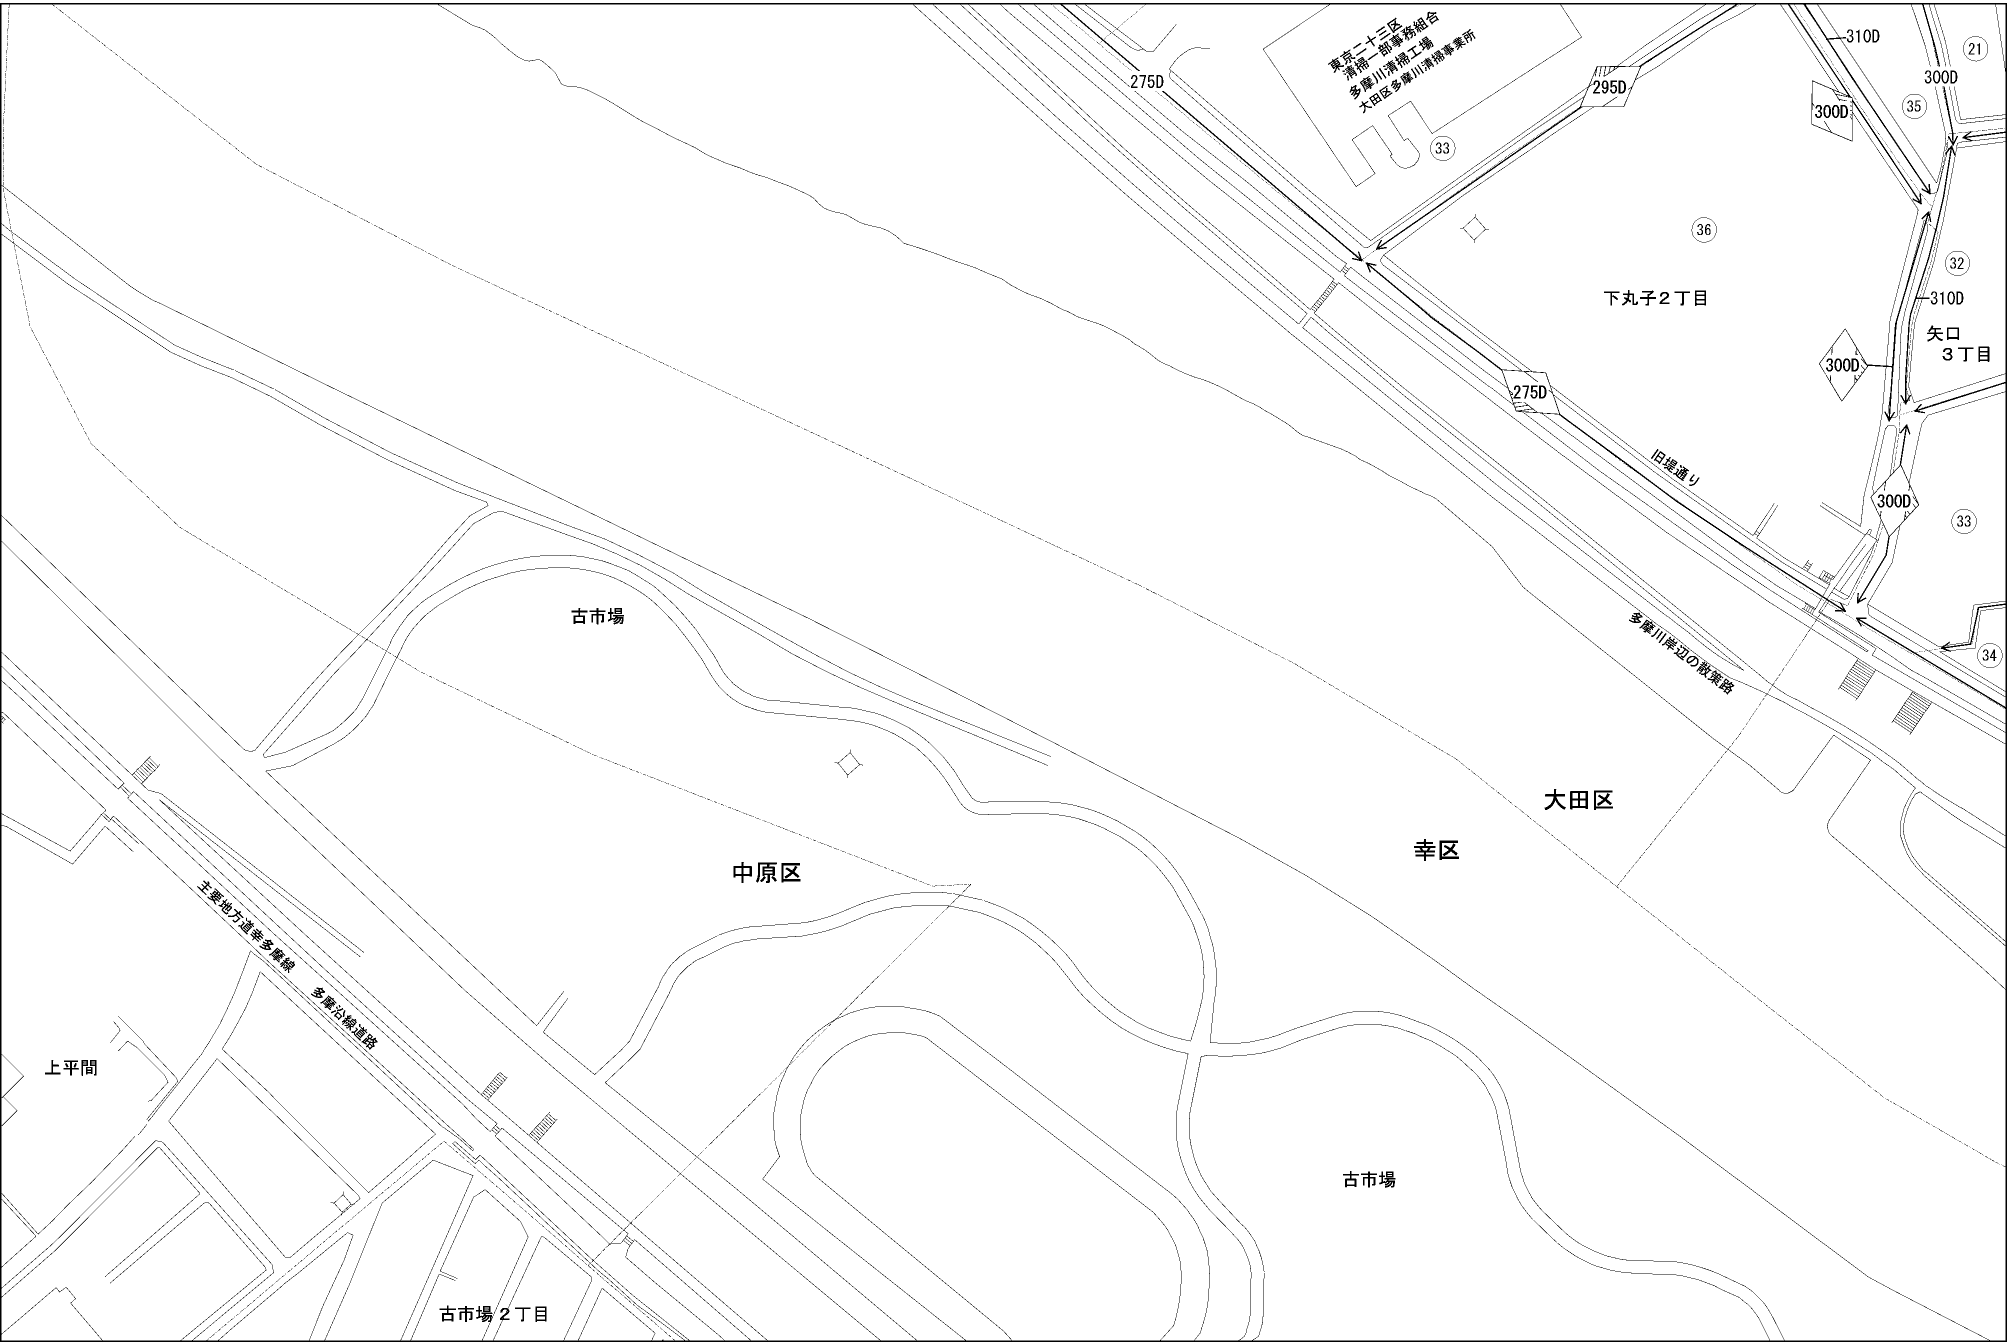 東京二十三区
清掃一部事務組合
多摩川清掃工場
大田区多摩川清掃事業所
33
275D
295D
310D
300D
21
35
300D
36
下丸子２丁目
32
310D
矢口
３丁目
300D
275D
旧堤通り
300D
33
34
多摩川岸辺の散策路
古市場
大田区
幸区
中原区
主要地方道幸多摩線
多摩沿線道路
上平間
古市場
古市場２丁目